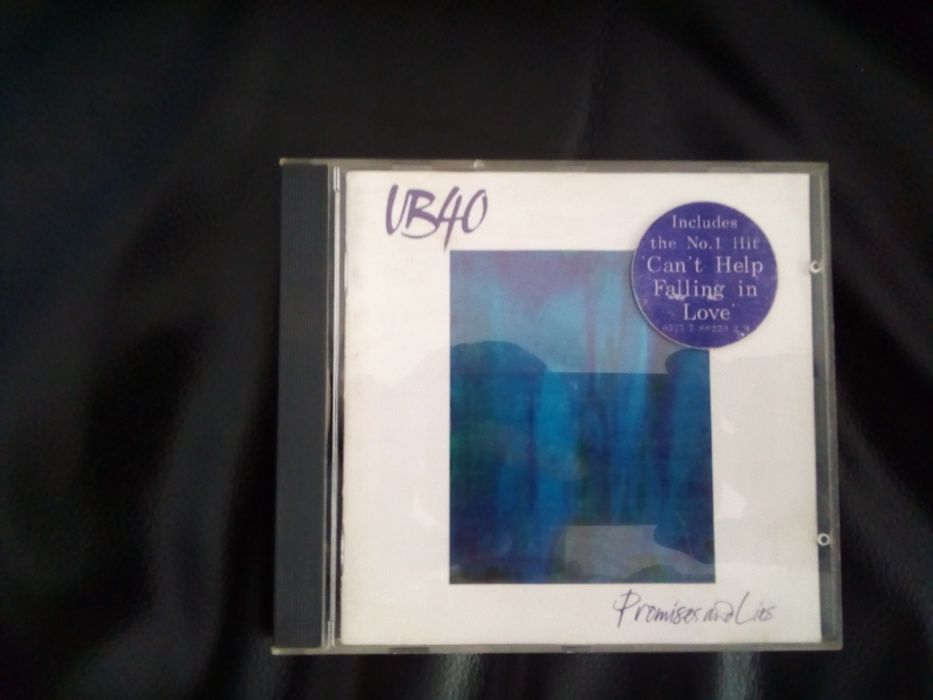 UB40
Includes
the No.1 Hit
'Can't Help
Falling in
Love'
Promises and Lies